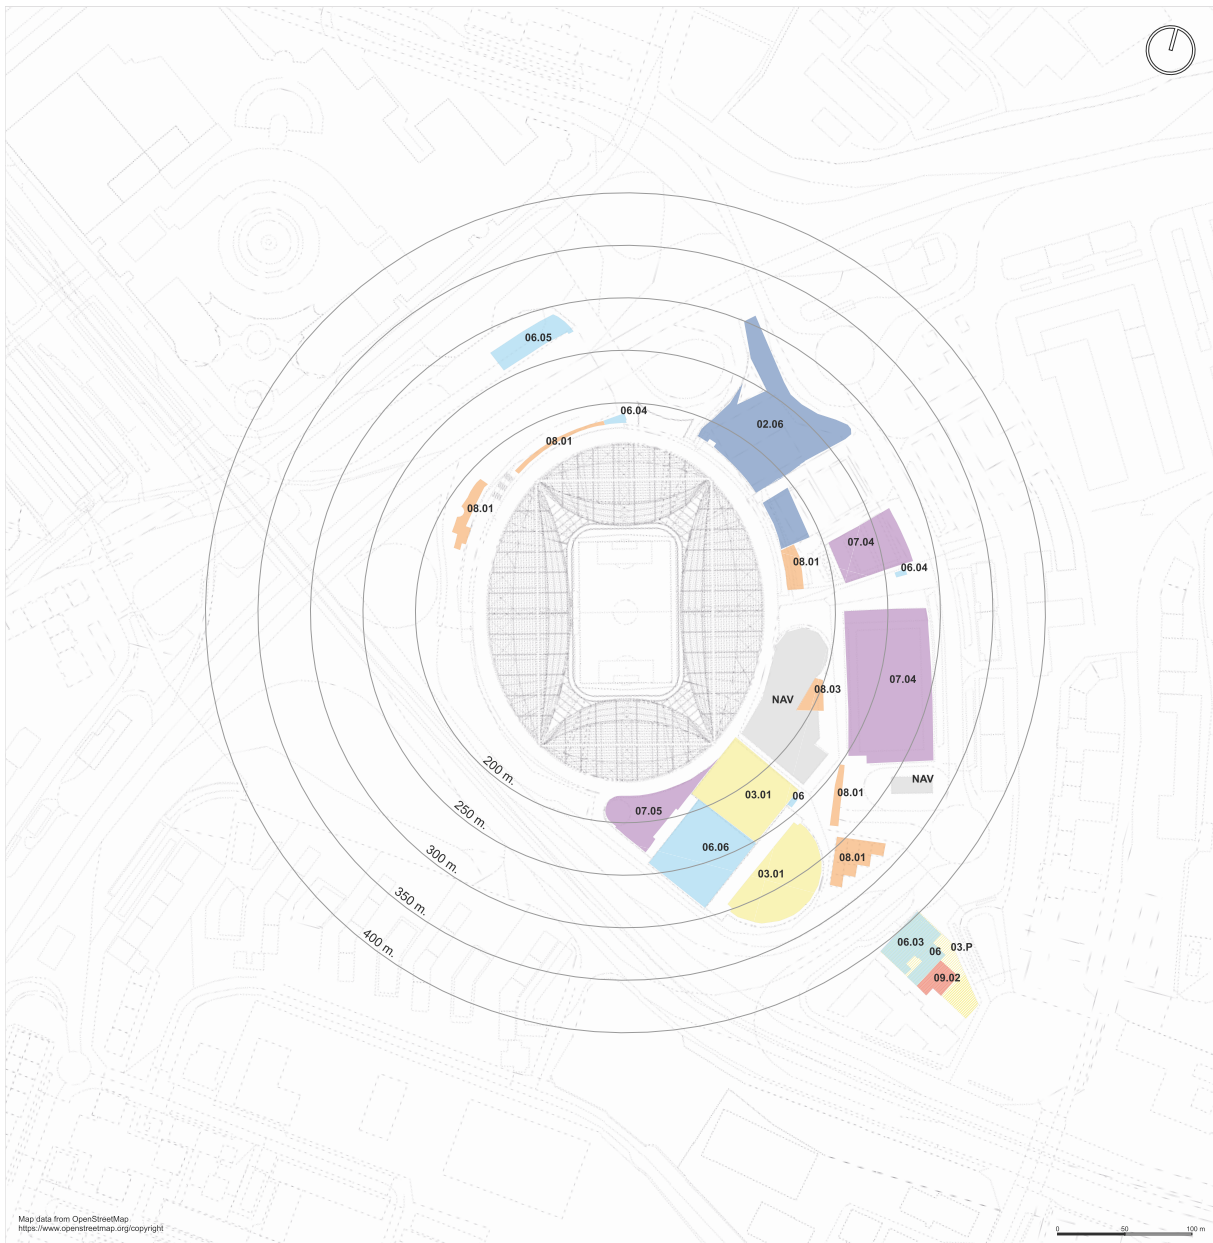 06.05
06.04
02.06
08.01
08.01
07.04
08.01
06.04
07.04
08.03
NAV
200 m.
NAV
08.01
03.01
06
250 m.
07.05
06.06
300 m.
08.01
03.01
350 m.
400 m.
06.03
03.P
06
09.02
Map data from OpenStreetMap
https://www.openstreetmap.org/copyright
0 50 100 m